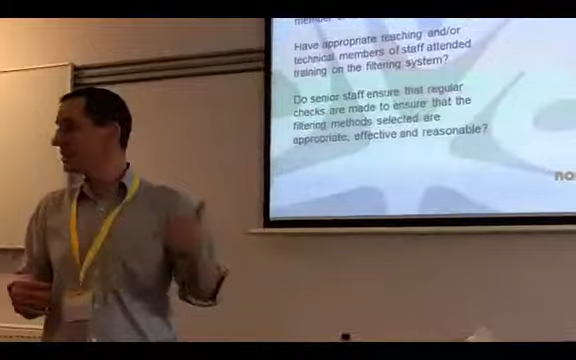 Have appropriate teaching and/or
technical members of staff attended
training on the filtering system?
Do senior staff ensure that regular
checks are made to ensure that the
filtering methods selected are
appropriate, effective and reasonable?